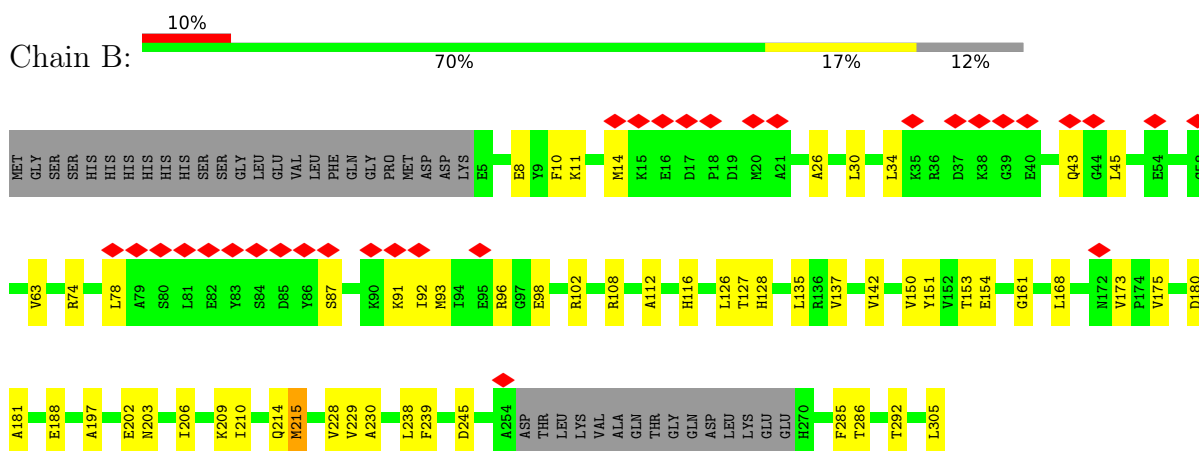 Chain B:
10%
70%
17%
12%
MET GLY SER SER HIS HIS HIS HIS HIS HIS SER SER GLY LEU GLU VAL LEU PHE GLN GLY PRO MET ASP ASP LYS E5 E8 Y9 F10 K11 M14 K15 E16 D17 P18 D19 M20 A21 A26 L30 L34 K35 R36 D37 K38 G39 E40 Q43 G44 L45 E54
V63 R74 L78 A79 S80 L81 E82 Y83 S84 D85 Y86 S87 K90 K91 I92 M93 I94 E95 R96 G97 E98 R102 R108 A112 H116 L126 T127 H128 L135 R136 V137 V142 V150 Y151 V152 T153 E154 G161 L168 N172 V173 P174 V175 D180
A181 E188 A197 E202 N203 I206 K209 I210 Q214 M215 V228 V229 A230 L238 F239 D245 A254 ASP THR LEU LYS VAL ALA GLN THR GLY GLN ASP LEU LYS GLU GLU H270 F285 T286 T292 L305